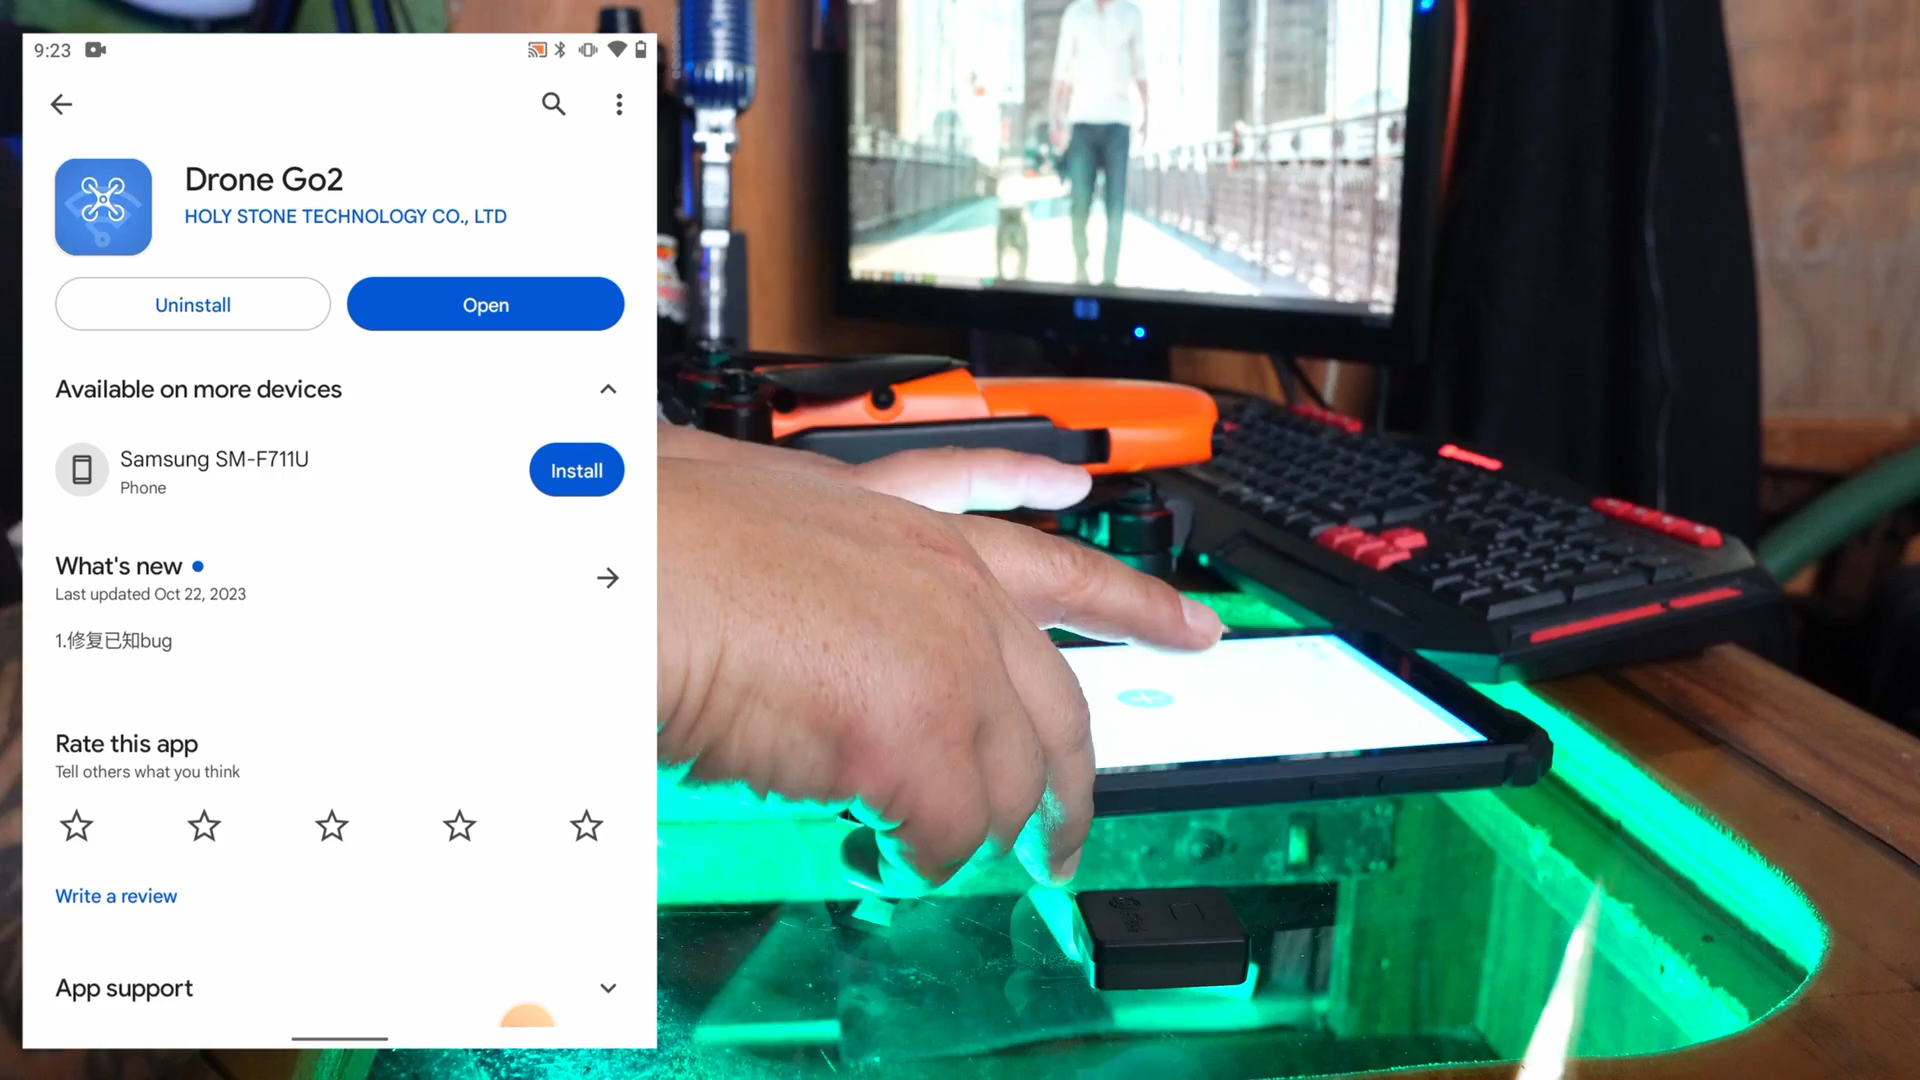 9:23
Drone Go2
HOLY STONE TECHNOLOGY CO., LTD
Uninstall
Open
Available on more devices
Samsung SM-F711U
Phone
Install
What's new
Last updated Oct 22, 2023
1.修复已知bug
Rate this app
Tell others what you think
Write a review
App support